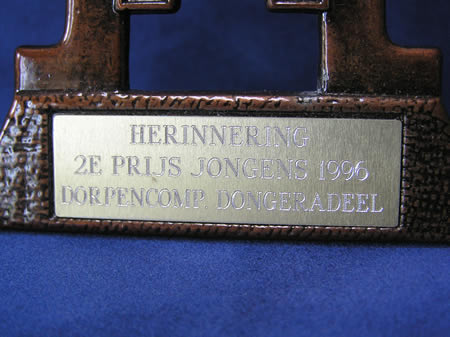 HERINNERING
2E PRIJS JONGENS 1996
DORPENCOMP. DONGERADEEL